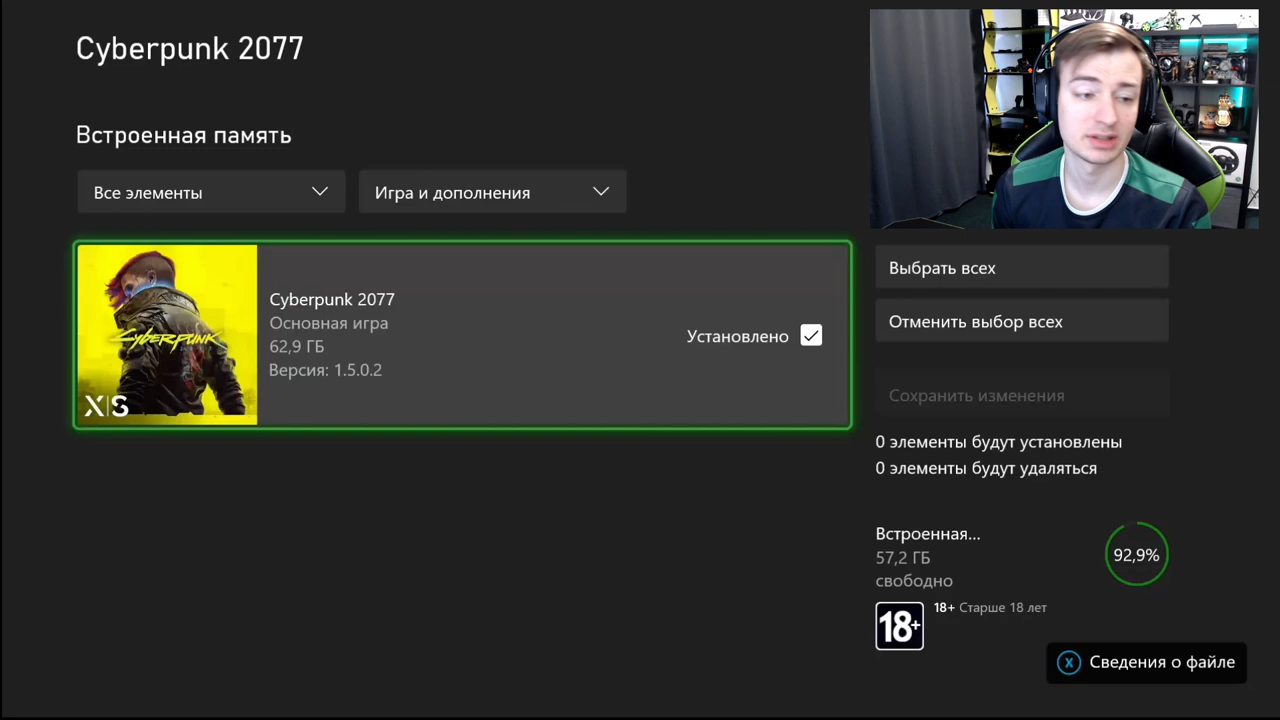 Cyberpunk 2077
Встроенная память
Все элементы
Игра и дополнения
Cyberpunk
X|S
Cyberpunk 2077
Основная игра
62,9 ГБ
Версия: 1.5.0.2
Установлено
Выбрать всех
Отменить выбор всех
Сохранить изменения
0 элементы будут установлены
0 элементы будут удаляться
Встроенная...
57,2 ГБ
свободно
92,9%
18+
18+ Старше 18 лет
X Сведения о файле